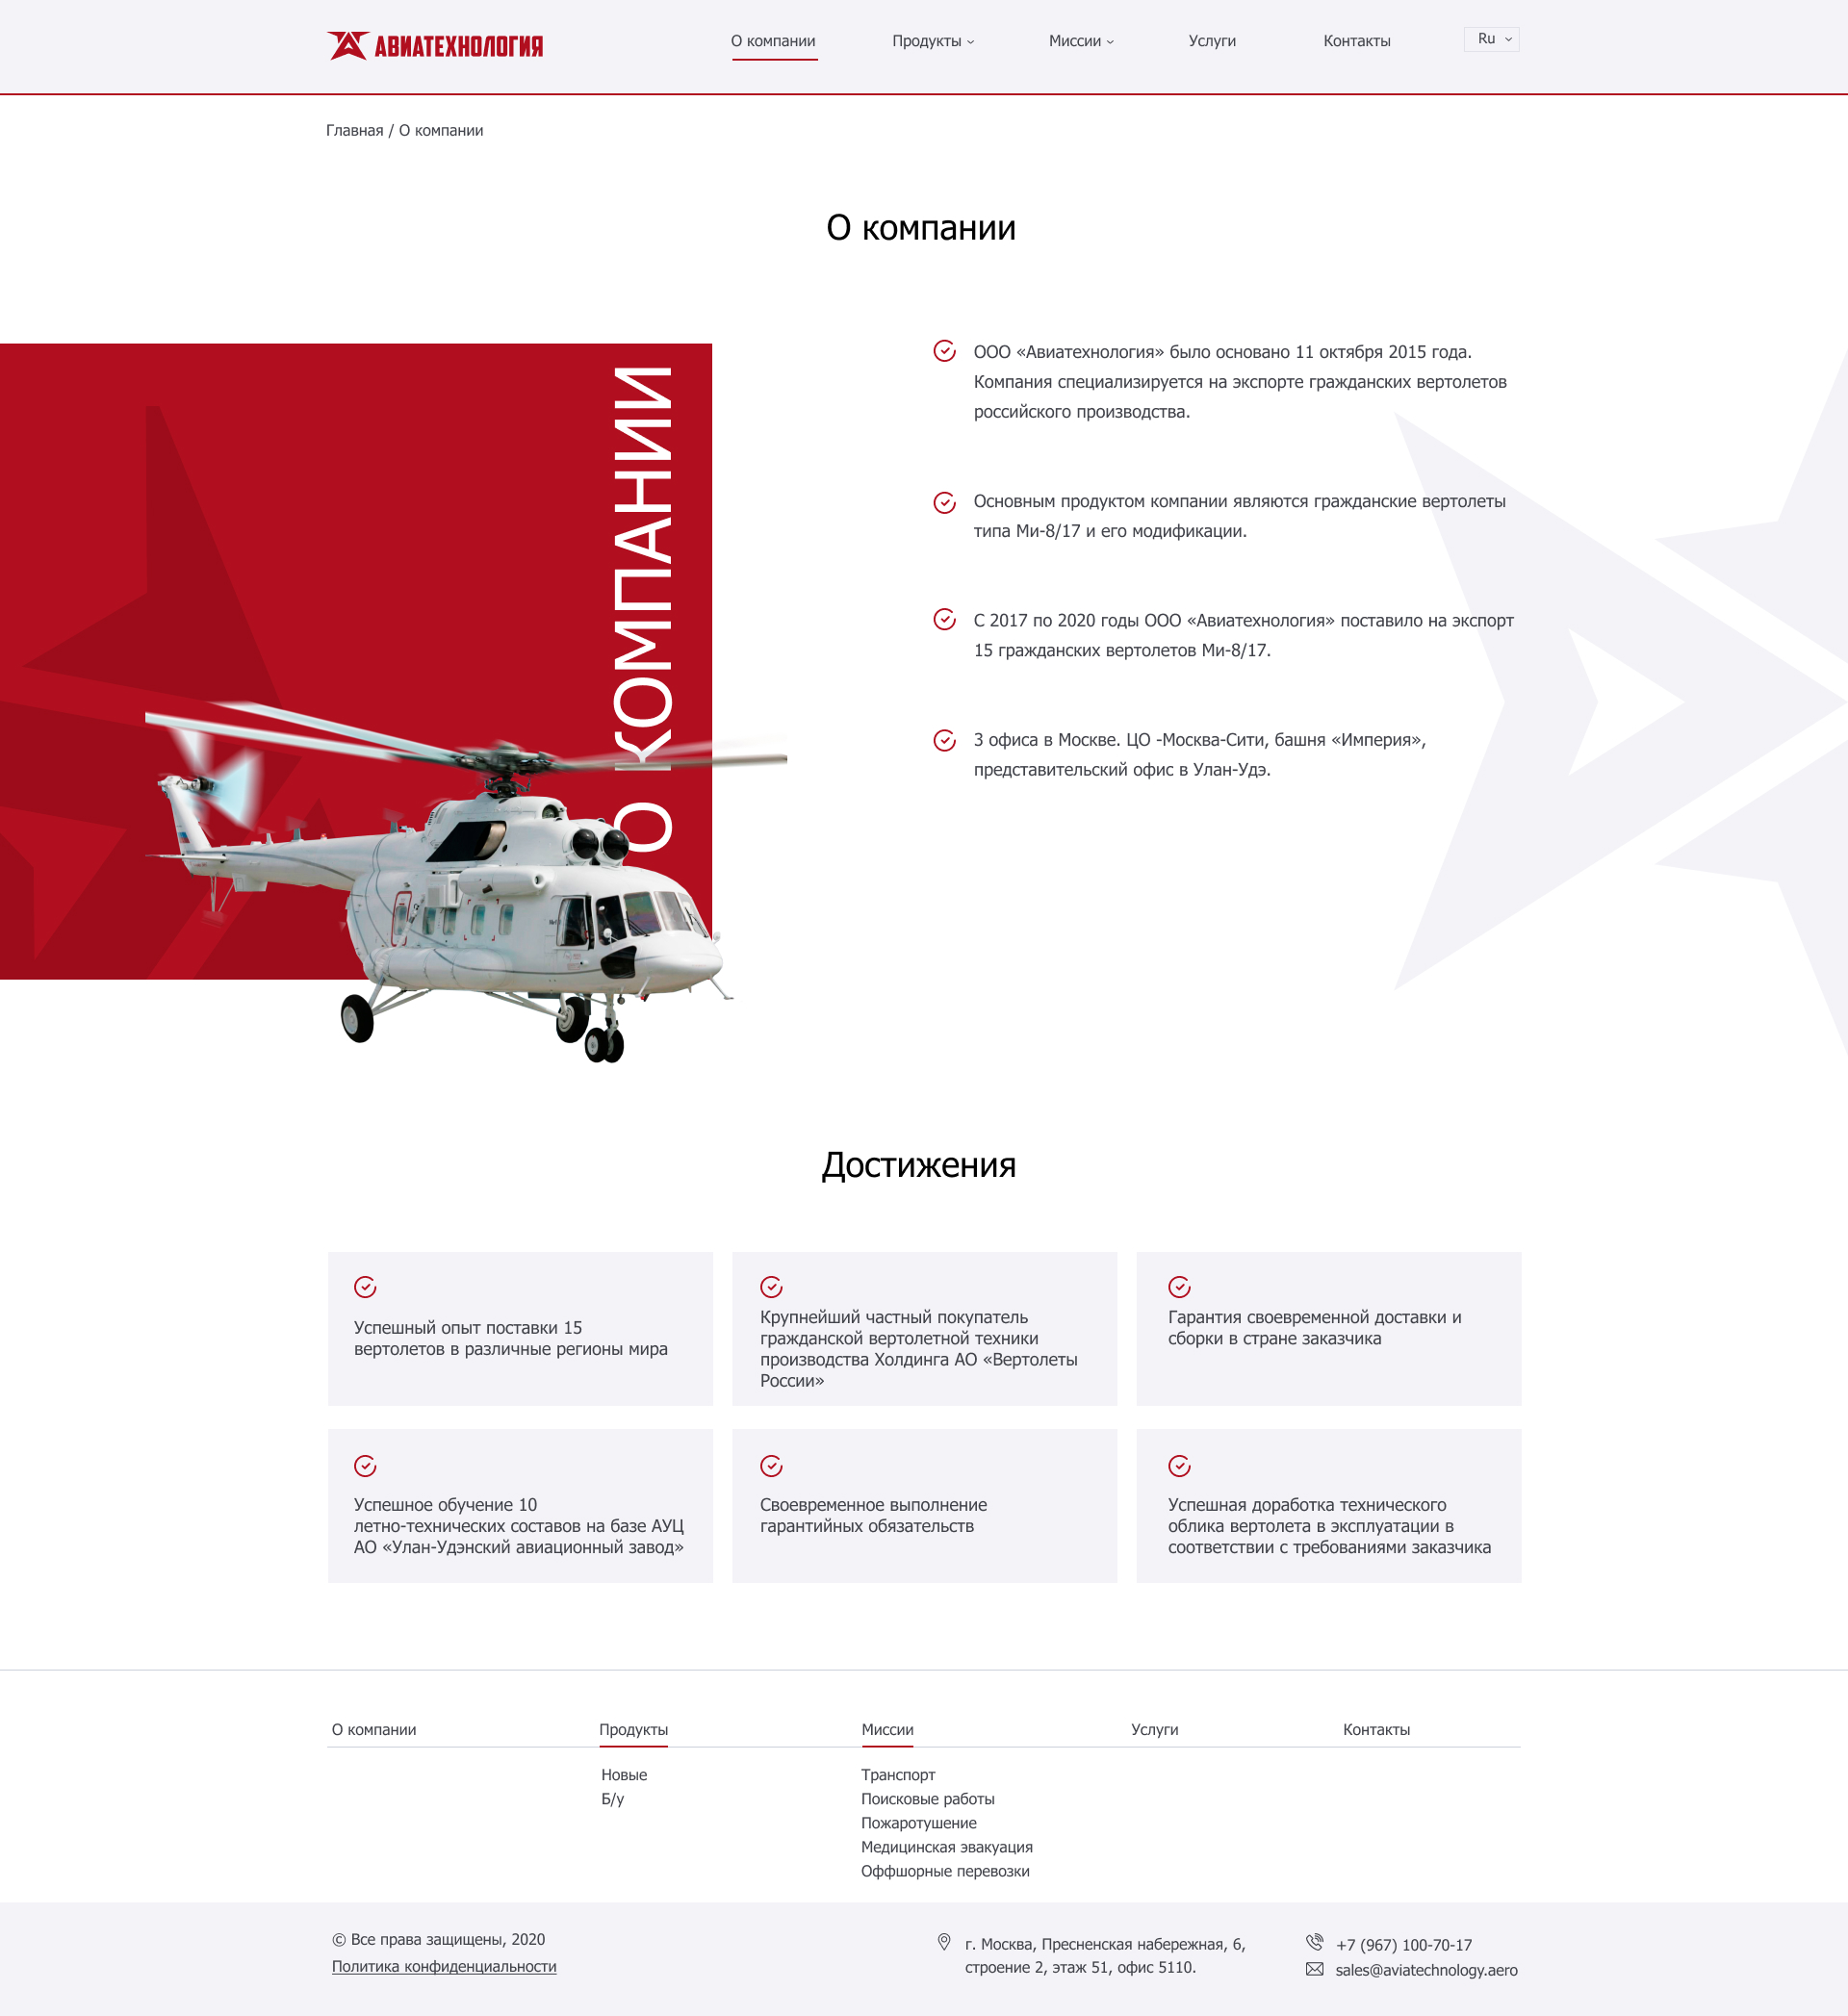 АВИАТЕХНОЛОГИЯ
О компании
Продукты
Миссии
Услуги
Контакты
Ru
Главная / О компании
О компании
О КОМПАНИИ
ООО «Авиатехнология» было основано 11 октября 2015 года.
Компания специализируется на экспорте гражданских вертолетов
российского производства.
Основным продуктом компании являются гражданские вертолеты
типа Ми-8/17 и его модификации.
С 2017 по 2020 годы ООО «Авиатехнология» поставило на экспорт
15 гражданских вертолетов Ми-8/17.
3 офиса в Москве. ЦО -Москва-Сити, башня «Империя»,
представительский офис в Улан-Удэ.
Достижения
Успешный опыт поставки 15
вертолетов в различные регионы мира
Крупнейший частный покупатель
гражданской вертолетной техники
производства Холдинга АО «Вертолеты
России»
Гарантия своевременной доставки и
сборки в стране заказчика
Успешное обучение 10
летно-технических составов на базе АУЦ
АО «Улан-Удэнский авиационный завод»
Своевременное выполнение
гарантийных обязательств
Успешная доработка технического
облика вертолета в эксплуатации в
соответствии с требованиями заказчика
О компании
Продукты
Миссии
Услуги
Контакты
Новые
Б/у
Транспорт
Поисковые работы
Пожаротушение
Медицинская эвакуация
Оффшорные перевозки
© Все права защищены, 2020
Политика конфиденциальности
г. Москва, Пресненская набережная, 6,
строение 2, этаж 51, офис 5110.
+7 (967) 100-70-17
sales@aviatechnology.aero